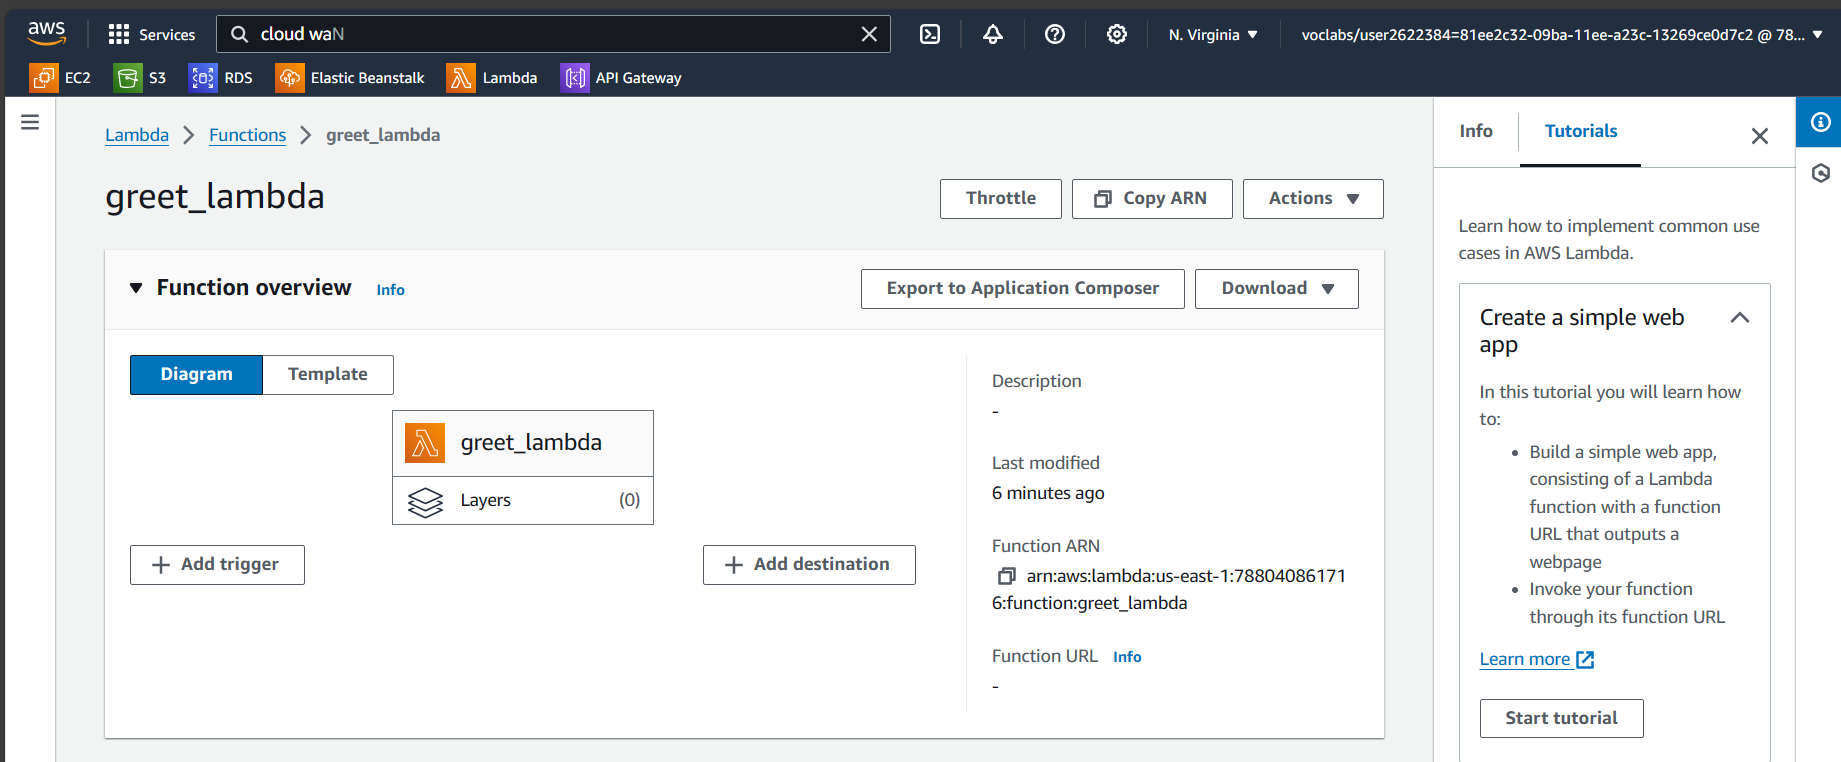 aws
Services
cloud waN
N. Virginia
voclabs/user2622384=81ee2c32-09ba-11ee-a23c-13269ce0d7c2 @ 78...
EC2
S3
RDS
Elastic Beanstalk
Lambda
API Gateway
Lambda > Functions > greet_lambda
greet_lambda
Throttle
Copy ARN
Actions
Function overview Info
Export to Application Composer
Download
Diagram
Template
greet_lambda
Layers (0)
+ Add trigger
+ Add destination
Description
-
Last modified
6 minutes ago
Function ARN
arn:aws:lambda:us-east-1:78804086171
6:function:greet_lambda
Function URL Info
-
Info
Tutorials
Learn how to implement common use
cases in AWS Lambda.
Create a simple web
app
In this tutorial you will learn how
to:
• Build a simple web app,
consisting of a Lambda
function with a function
URL that outputs a
webpage
• Invoke your function
through its function URL
Learn more
Start tutorial